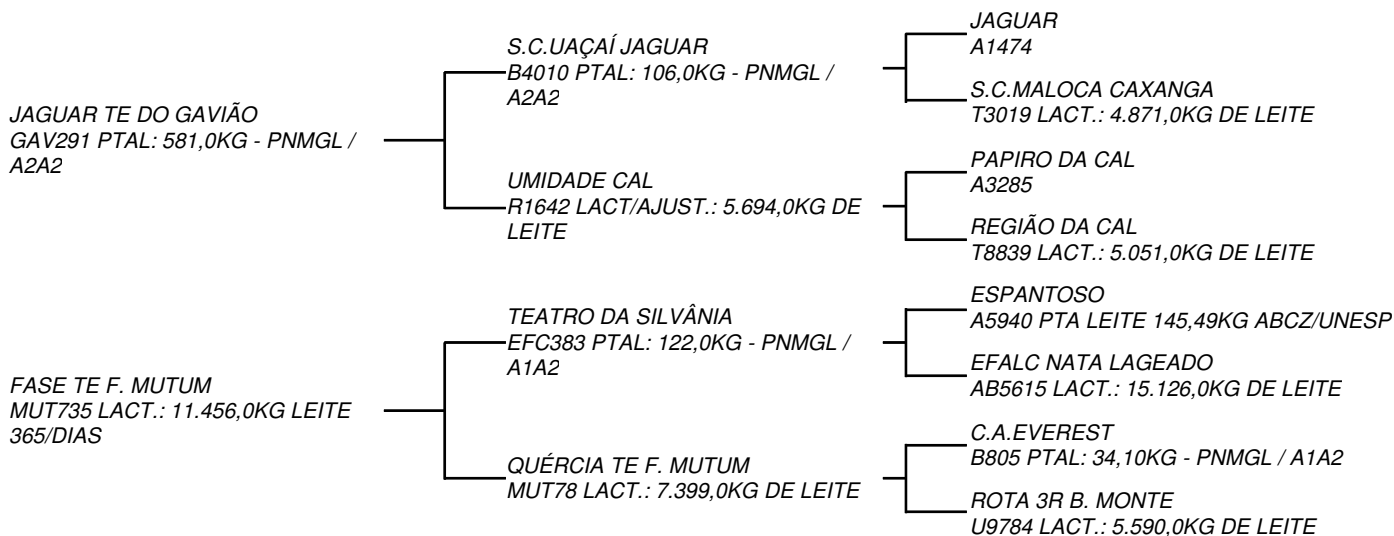 JAGUAR TE DO GAVIÃO
GAV291 PTAL: 581,0KG - PNMGL /
A2A2
S.C.UAÇAÍ JAGUAR
B4010 PTAL: 106,0KG - PNMGL /
A2A2
JAGUAR
A1474
S.C.MALOCA CAXANGA
T3019 LACT.: 4.871,0KG DE LEITE
UMIDADE CAL
R1642 LACT/AJUST.: 5.694,0KG DE
LEITE
PAPIRO DA CAL
A3285
REGIÃO DA CAL
T8839 LACT.: 5.051,0KG DE LEITE
FASE TE F. MUTUM
MUT735 LACT.: 11.456,0KG LEITE
365/DIAS
TEATRO DA SILVÂNIA
EFC383 PTAL: 122,0KG - PNMGL /
A1A2
ESPANTOSO
A5940 PTA LEITE 145,49KG ABCZ/UNESP
EFALC NATA LAGEADO
AB5615 LACT.: 15.126,0KG DE LEITE
QUÉRCIA TE F. MUTUM
MUT78 LACT.: 7.399,0KG DE LEITE
C.A.EVEREST
B805 PTAL: 34,10KG - PNMGL / A1A2
ROTA 3R B. MONTE
U9784 LACT.: 5.590,0KG DE LEITE